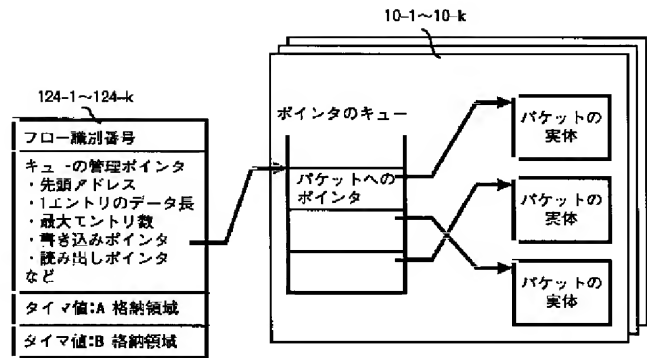 10-1～10-k
124-1～124-k
フロー識別番号
キューの管理ポインタ
・先頭アドレス
・1エントリのデータ長
・最大エントリ数
・書き込みポインタ
・読み出しポインタ
など
タイマ値:A 格納領域
タイマ値:B 格納領域
ポインタのキュー
パケットへの
ポインタ
パケットの
実体
パケットの
実体
パケットの
実体